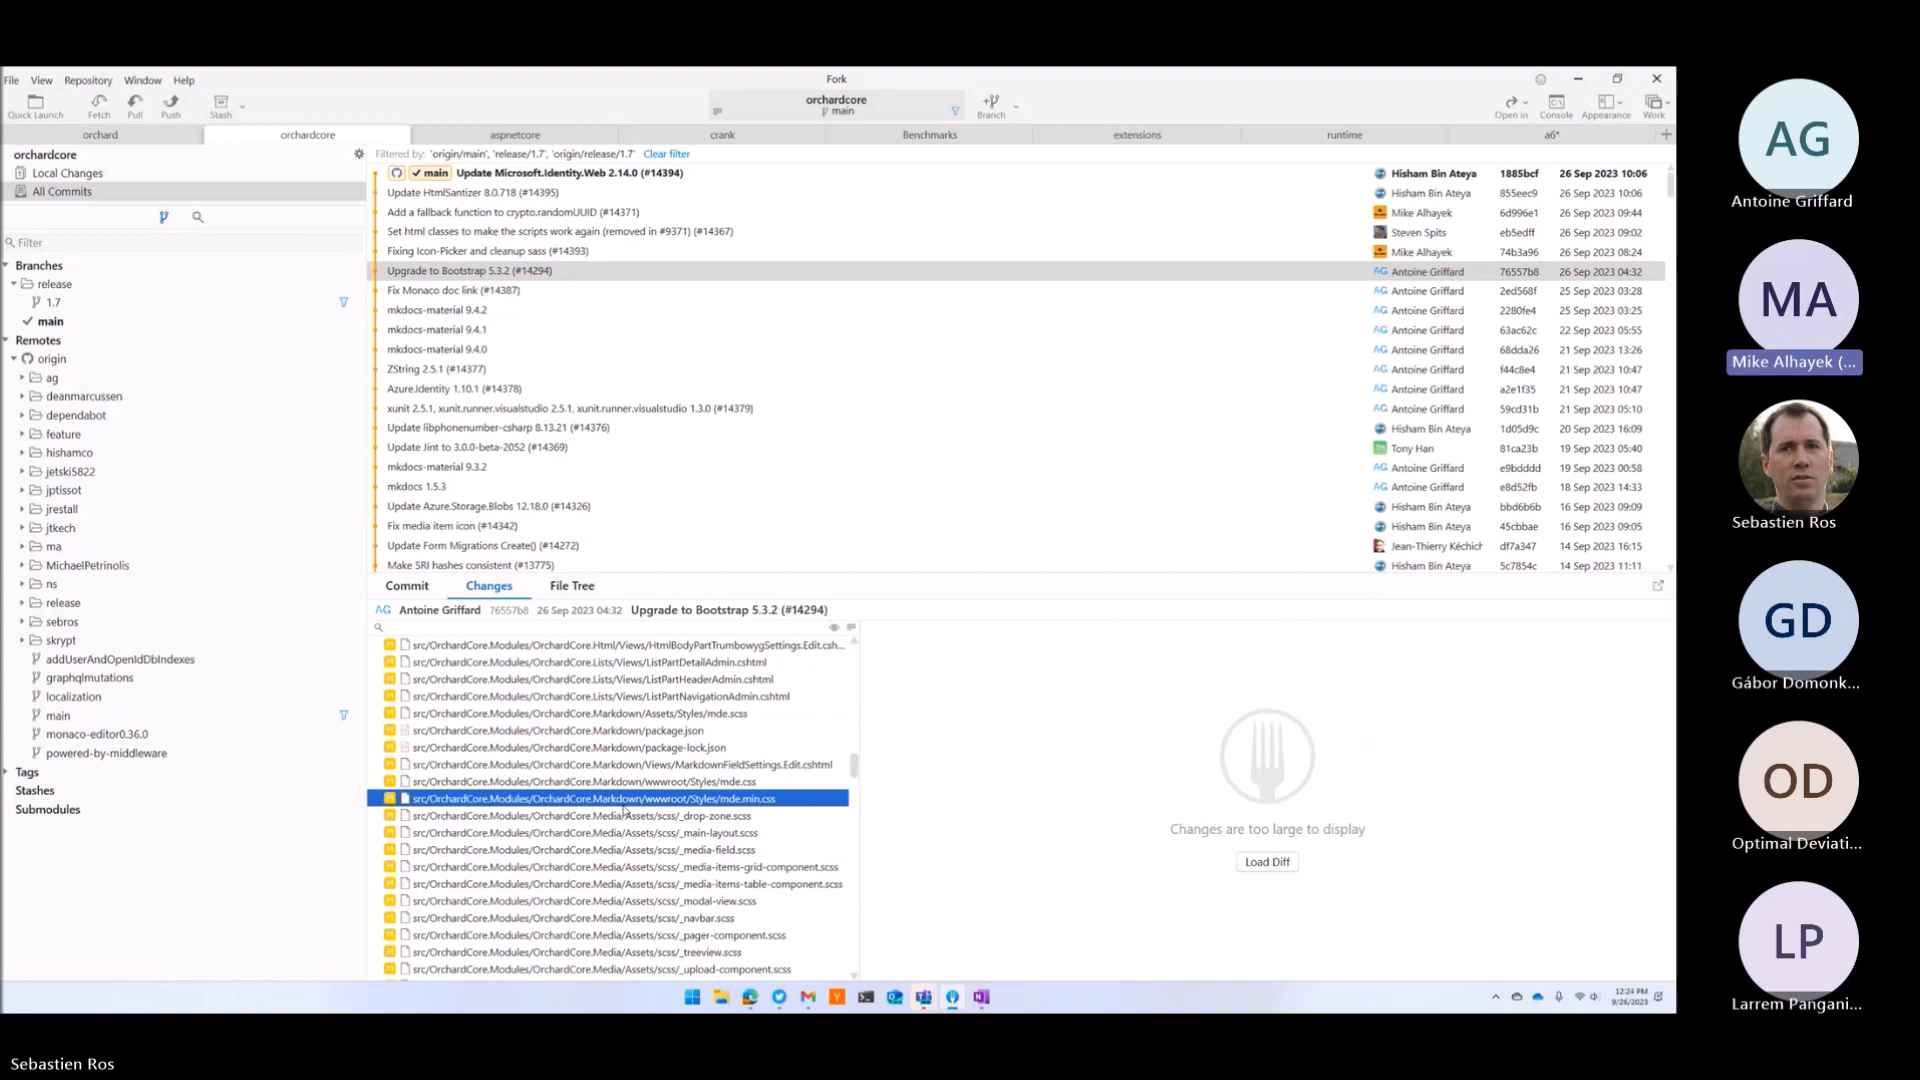 File View Repository Window Help
Fork
Quick Launch
Fetch
Pull
Push
Stash
orchardcore
main
Branch
Open in
Console
Appearance
Work
orchard
orchardcore
aspnetcore
crank
Benchmarks
extensions
runtime
a6*
orchardcore
Local Changes
All Commits
Filter
Branches
release
1.7
main
Remotes
origin
ag
deanmarcussen
dependabot
feature
hishamco
jetski5822
jptissot
jrestall
jtkech
ma
MichaelPetrinolis
ns
release
sebros
skrypt
addUserAndOpenIdDbIndexes
graphqlmutations
localization
main
monaco-editor0.36.0
powered-by-middleware
Tags
Stashes
Submodules
Filtered by: 'origin/main', 'release/1.7', 'origin/release/1.7' Clear filter
main Update Microsoft.Identity.Web 2.14.0 (#14394) Hisham Bin Ateya 1885bcf 26 Sep 2023 10:06
Update HtmlSantizer 8.0.718 (#14395) Hisham Bin Ateya 855eec9 26 Sep 2023 10:06
Add a fallback function to crypto.randomUUID (#14371) Mike Alhayek 6d996e1 26 Sep 2023 09:44
Set html classes to make the scripts work again (removed in #9371) (#14367) Steven Spits eb5edff 26 Sep 2023 09:02
Fixing Icon-Picker and cleanup sass (#14393) Mike Alhayek 74b3a96 26 Sep 2023 08:24
Upgrade to Bootstrap 5.3.2 (#14294) AG Antoine Griffard 76557b8 26 Sep 2023 04:32
Fix Monaco doc link (#14387) AG Antoine Griffard 2ed568f 25 Sep 2023 03:28
mkdocs-material 9.4.2 AG Antoine Griffard 2280fe4 25 Sep 2023 03:25
mkdocs-material 9.4.1 AG Antoine Griffard 63ac62c 22 Sep 2023 05:55
mkdocs-material 9.4.0 AG Antoine Griffard 68dda26 21 Sep 2023 13:26
ZString 2.5.1 (#14377) AG Antoine Griffard f44c8e4 21 Sep 2023 10:47
Azure.Identity 1.10.1 (#14378) AG Antoine Griffard a2e1f35 21 Sep 2023 10:47
xunit 2.5.1, xunit.runner.visualstudio 2.5.1, xunit.runner.visualstudio 1.3.0 (#14379) AG Antoine Griffard 59cd31b 21 Sep 2023 05:10
Update libphonenumber-csharp 8.13.21 (#14376) Hisham Bin Ateya 1d05d9c 20 Sep 2023 16:09
Update Jint to 3.0.0-beta-2052 (#14369) TH Tony Han 81ca23b 19 Sep 2023 05:40
mkdocs-material 9.3.2 AG Antoine Griffard e9bdddd 19 Sep 2023 00:58
mkdocs 1.5.3 AG Antoine Griffard e8d52fb 18 Sep 2023 14:33
Update Azure.Storage.Blobs 12.18.0 (#14326) Hisham Bin Ateya bbd6b6b 16 Sep 2023 09:09
Fix media item icon (#14342) Hisham Bin Ateya 45cbbae 16 Sep 2023 09:05
Update Form Migrations Create() (#14272) Jean-Thierry Kéchich df7a347 14 Sep 2023 16:15
Make SRI hashes consistent (#13775) Hisham Bin Ateya 5c7854c 14 Sep 2023 11:11
Commit Changes File Tree
AG Antoine Griffard 76557b8 26 Sep 2023 04:32 Upgrade to Bootstrap 5.3.2 (#14294)
src/OrchardCore.Modules/OrchardCore.Html/Views/HtmlBodyPartTrumbowygSettings.Edit.csh...
src/OrchardCore.Modules/OrchardCore.Lists/Views/ListPartDetailAdmin.cshtml
src/OrchardCore.Modules/OrchardCore.Lists/Views/ListPartHeaderAdmin.cshtml
src/OrchardCore.Modules/OrchardCore.Lists/Views/ListPartNavigationAdmin.cshtml
src/OrchardCore.Modules/OrchardCore.Markdown/Assets/Styles/mde.scss
src/OrchardCore.Modules/OrchardCore.Markdown/package.json
src/OrchardCore.Modules/OrchardCore.Markdown/package-lock.json
src/OrchardCore.Modules/OrchardCore.Markdown/Views/MarkdownFieldSettings.Edit.cshtml
src/OrchardCore.Modules/OrchardCore.Markdown/wwwroot/Styles/mde.css
src/OrchardCore.Modules/OrchardCore.Markdown/wwwroot/Styles/mde.min.css
src/OrchardCore.Modules/OrchardCore.Media/Assets/scss/_drop-zone.scss
src/OrchardCore.Modules/OrchardCore.Media/Assets/scss/_main-layout.scss
src/OrchardCore.Modules/OrchardCore.Media/Assets/scss/_media-field.scss
src/OrchardCore.Modules/OrchardCore.Media/Assets/scss/_media-items-grid-component.scss
src/OrchardCore.Modules/OrchardCore.Media/Assets/scss/_media-items-table-component.scss
src/OrchardCore.Modules/OrchardCore.Media/Assets/scss/_modal-view.scss
src/OrchardCore.Modules/OrchardCore.Media/Assets/scss/_navbar.scss
src/OrchardCore.Modules/OrchardCore.Media/Assets/scss/_pager-component.scss
src/OrchardCore.Modules/OrchardCore.Media/Assets/scss/_treeview.scss
src/OrchardCore.Modules/OrchardCore.Media/Assets/scss/_upload-component.scss
Changes are too large to display
Load Diff
12:24 PM
9/26/2023
AG
Antoine Griffard
MA
Mike Alhayek (...
Sebastien Ros
GD
Gábor Domonk...
OD
Optimal Deviati...
LP
Larrem Pangani...
Sebastien Ros